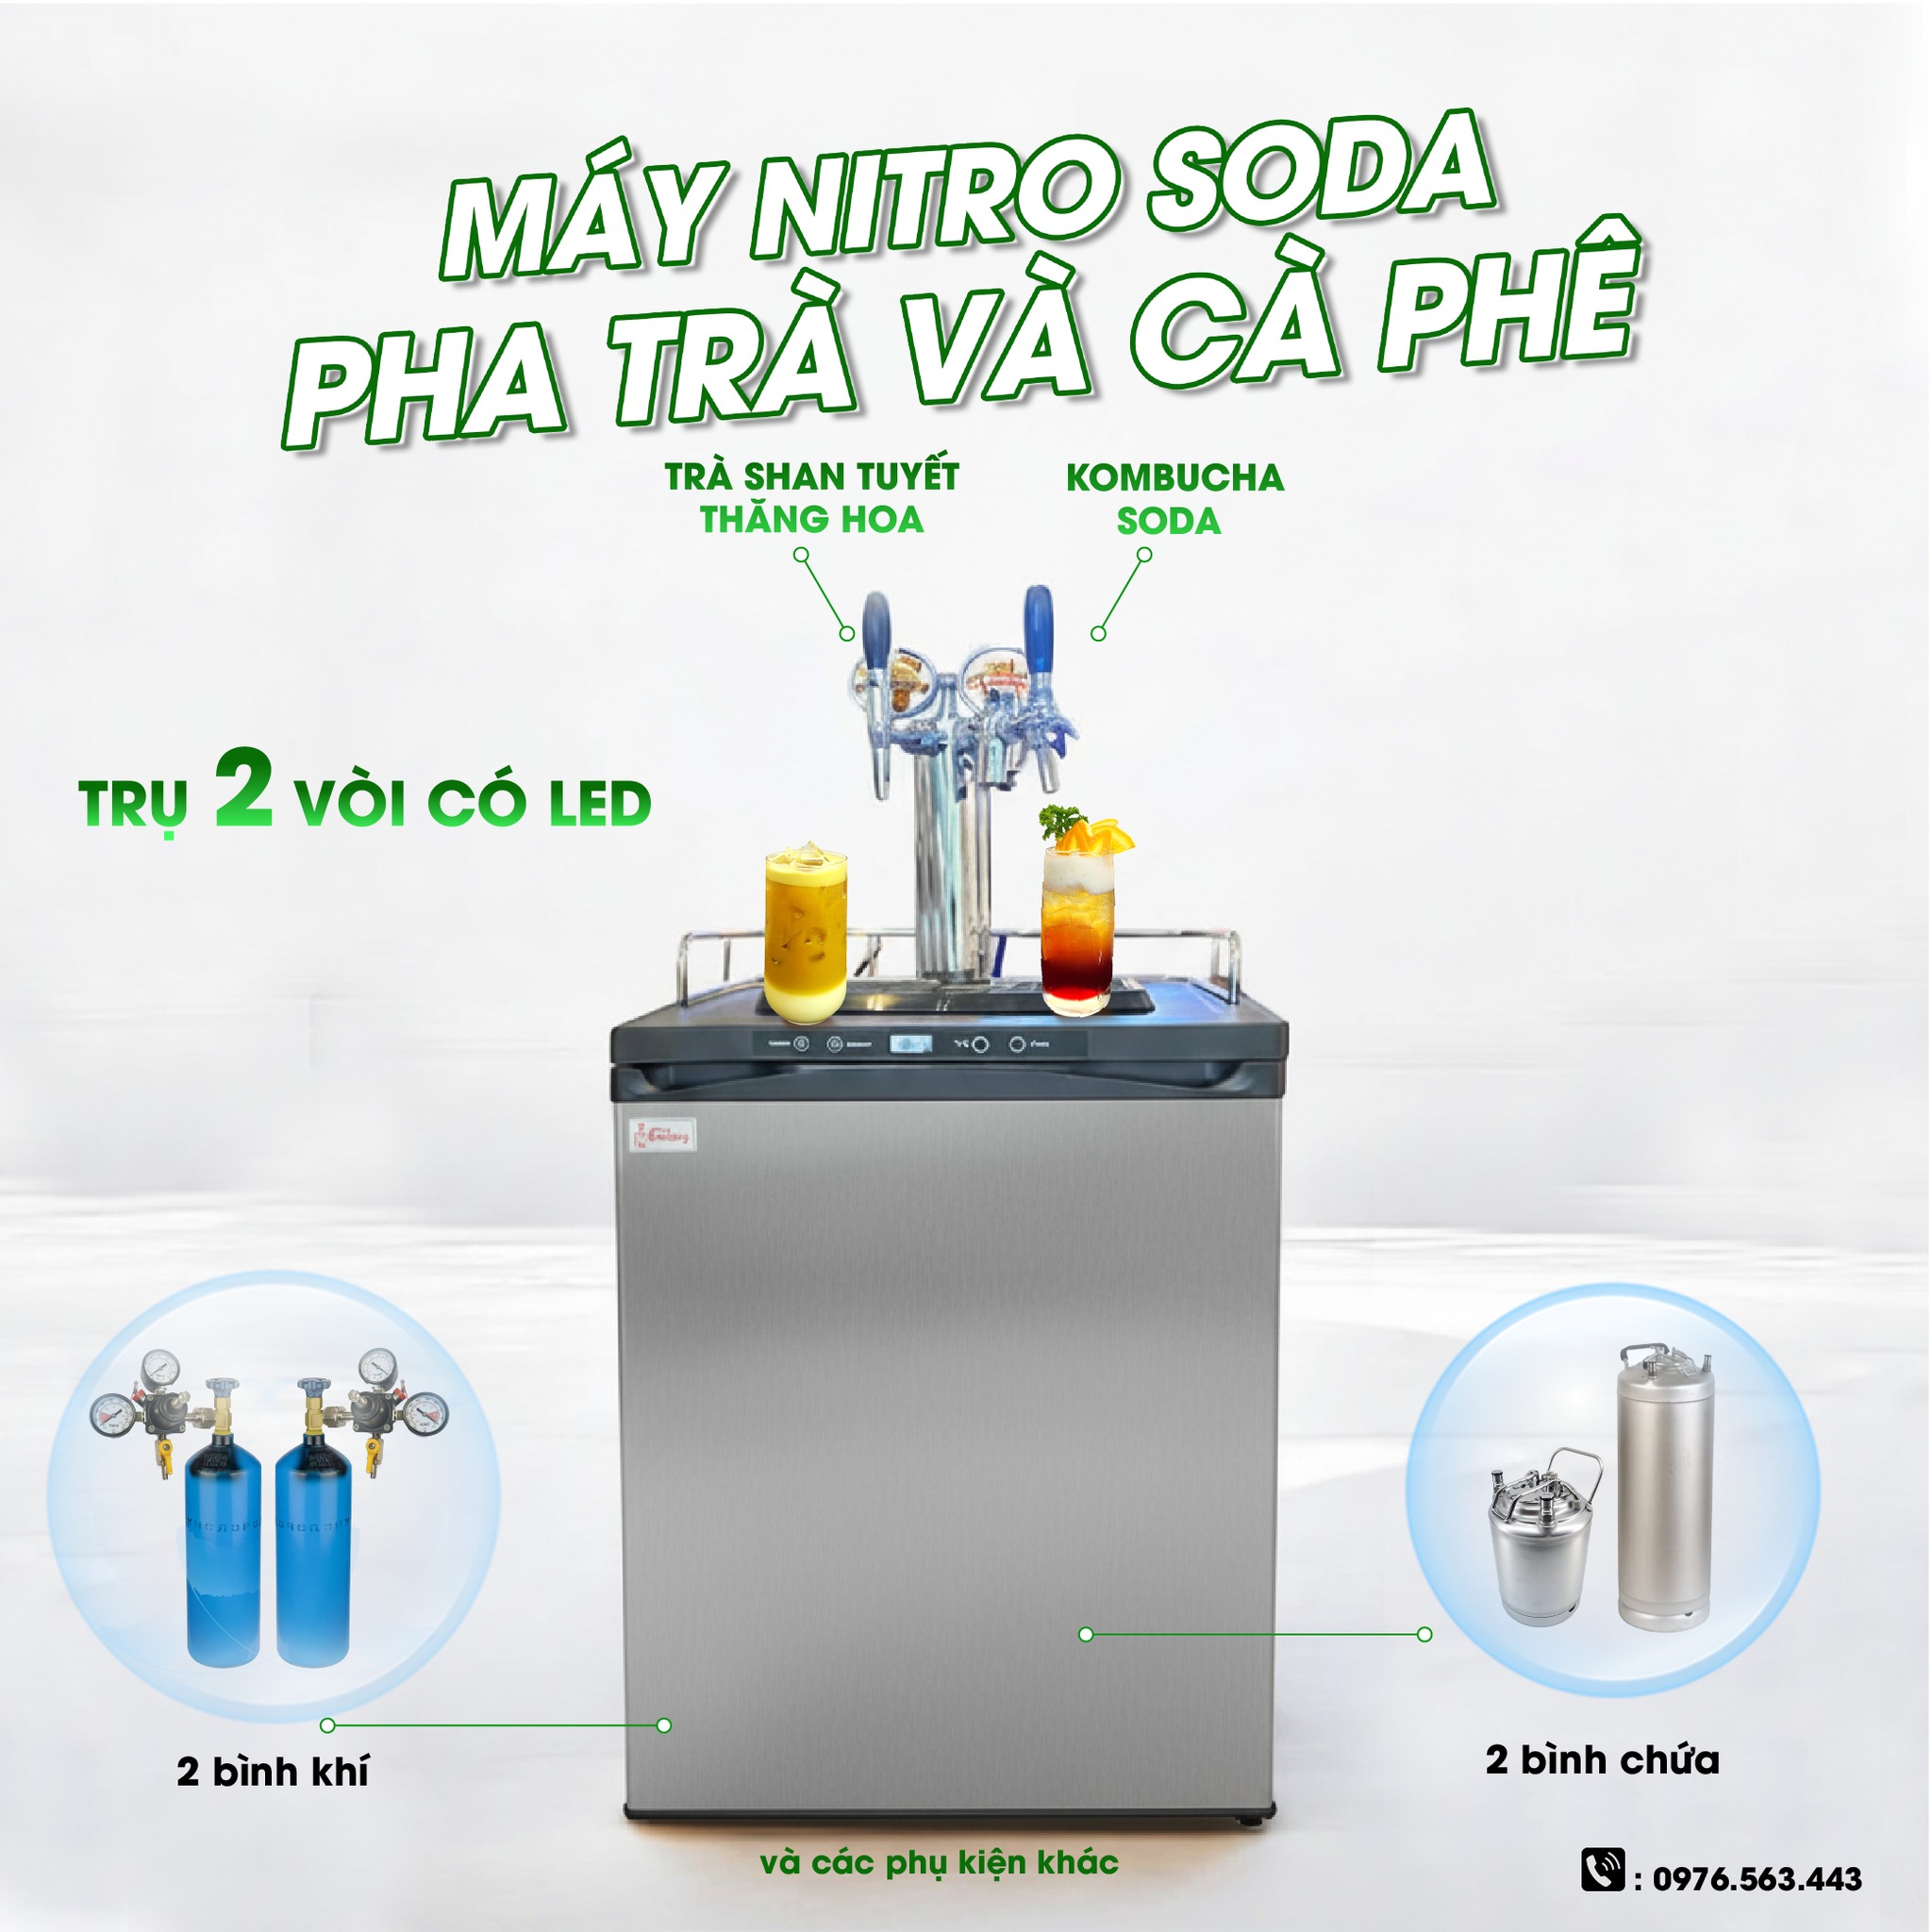 MÁY NITRO SODA
PHA TRÀ VÀ CÀ PHÊ
TRÀ SHAN TUYẾT
THĂNG HOA
KOMBUCHA
SODA
TRỤ 2 VÒI CÓ LED
2 bình khí
2 bình chứa
và các phụ kiện khác
: 0976.563.443